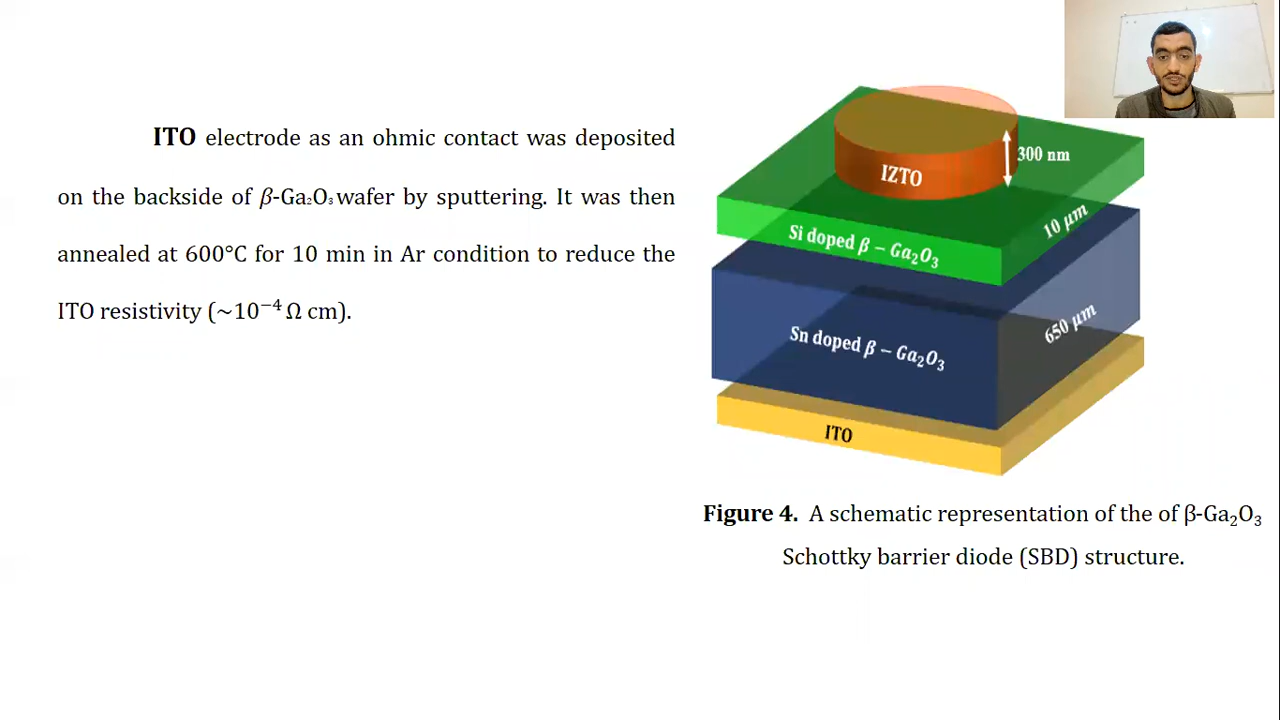 ITO electrode as an ohmic contact was deposited
on the backside of β-Ga₂O₃ wafer by sputtering. It was then
annealed at 600°C for 10 min in Ar condition to reduce the
ITO resistivity (~10⁻⁴ Ω cm).
IZTO
300 nm
Si doped β – Ga₂O₃
10 μm
Sn doped β – Ga₂O₃
650 μm
ITO
Figure 4. A schematic representation of the of β-Ga₂O₃
Schottky barrier diode (SBD) structure.